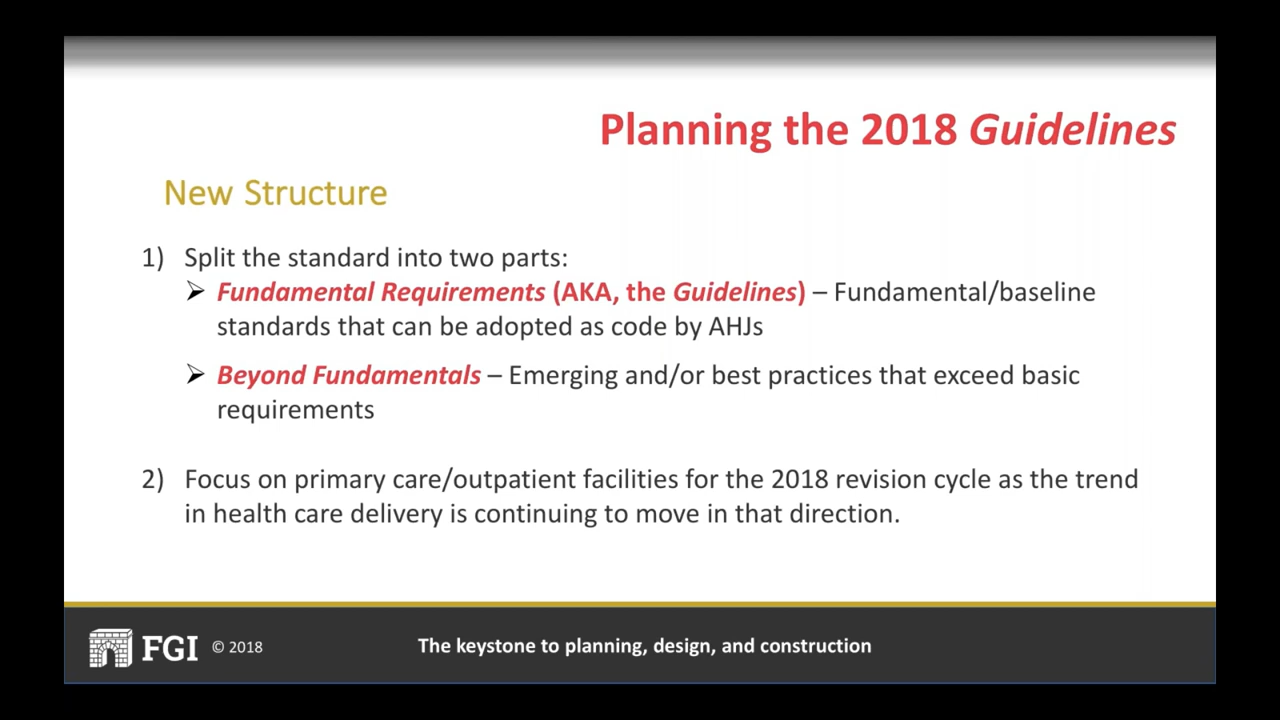 Planning the 2018 Guidelines
New Structure
1) Split the standard into two parts:
➢ Fundamental Requirements (AKA, the Guidelines) – Fundamental/baseline
standards that can be adopted as code by AHJs
➢ Beyond Fundamentals – Emerging and/or best practices that exceed basic
requirements
2) Focus on primary care/outpatient facilities for the 2018 revision cycle as the trend
in health care delivery is continuing to move in that direction.
FGI © 2018 The keystone to planning, design, and construction